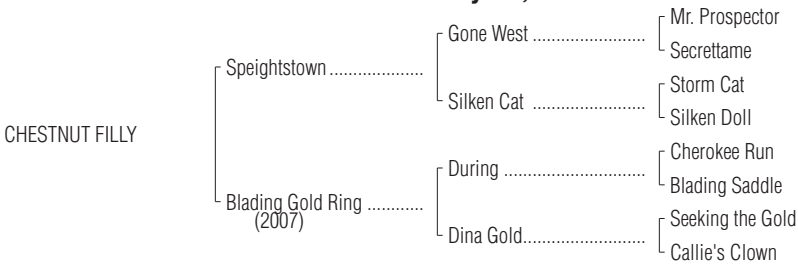 Mr. Prospector
Gone West ........................
Secrettame
Speightstown ....................
Storm Cat
Silken Cat ........................
Silken Doll
CHESTNUT FILLY
Cherokee Run
During ..............................
Blading Saddle
Blading Gold Ring ............
(2007)
Seeking the Gold
Dina Gold..........................
Callie's Clown